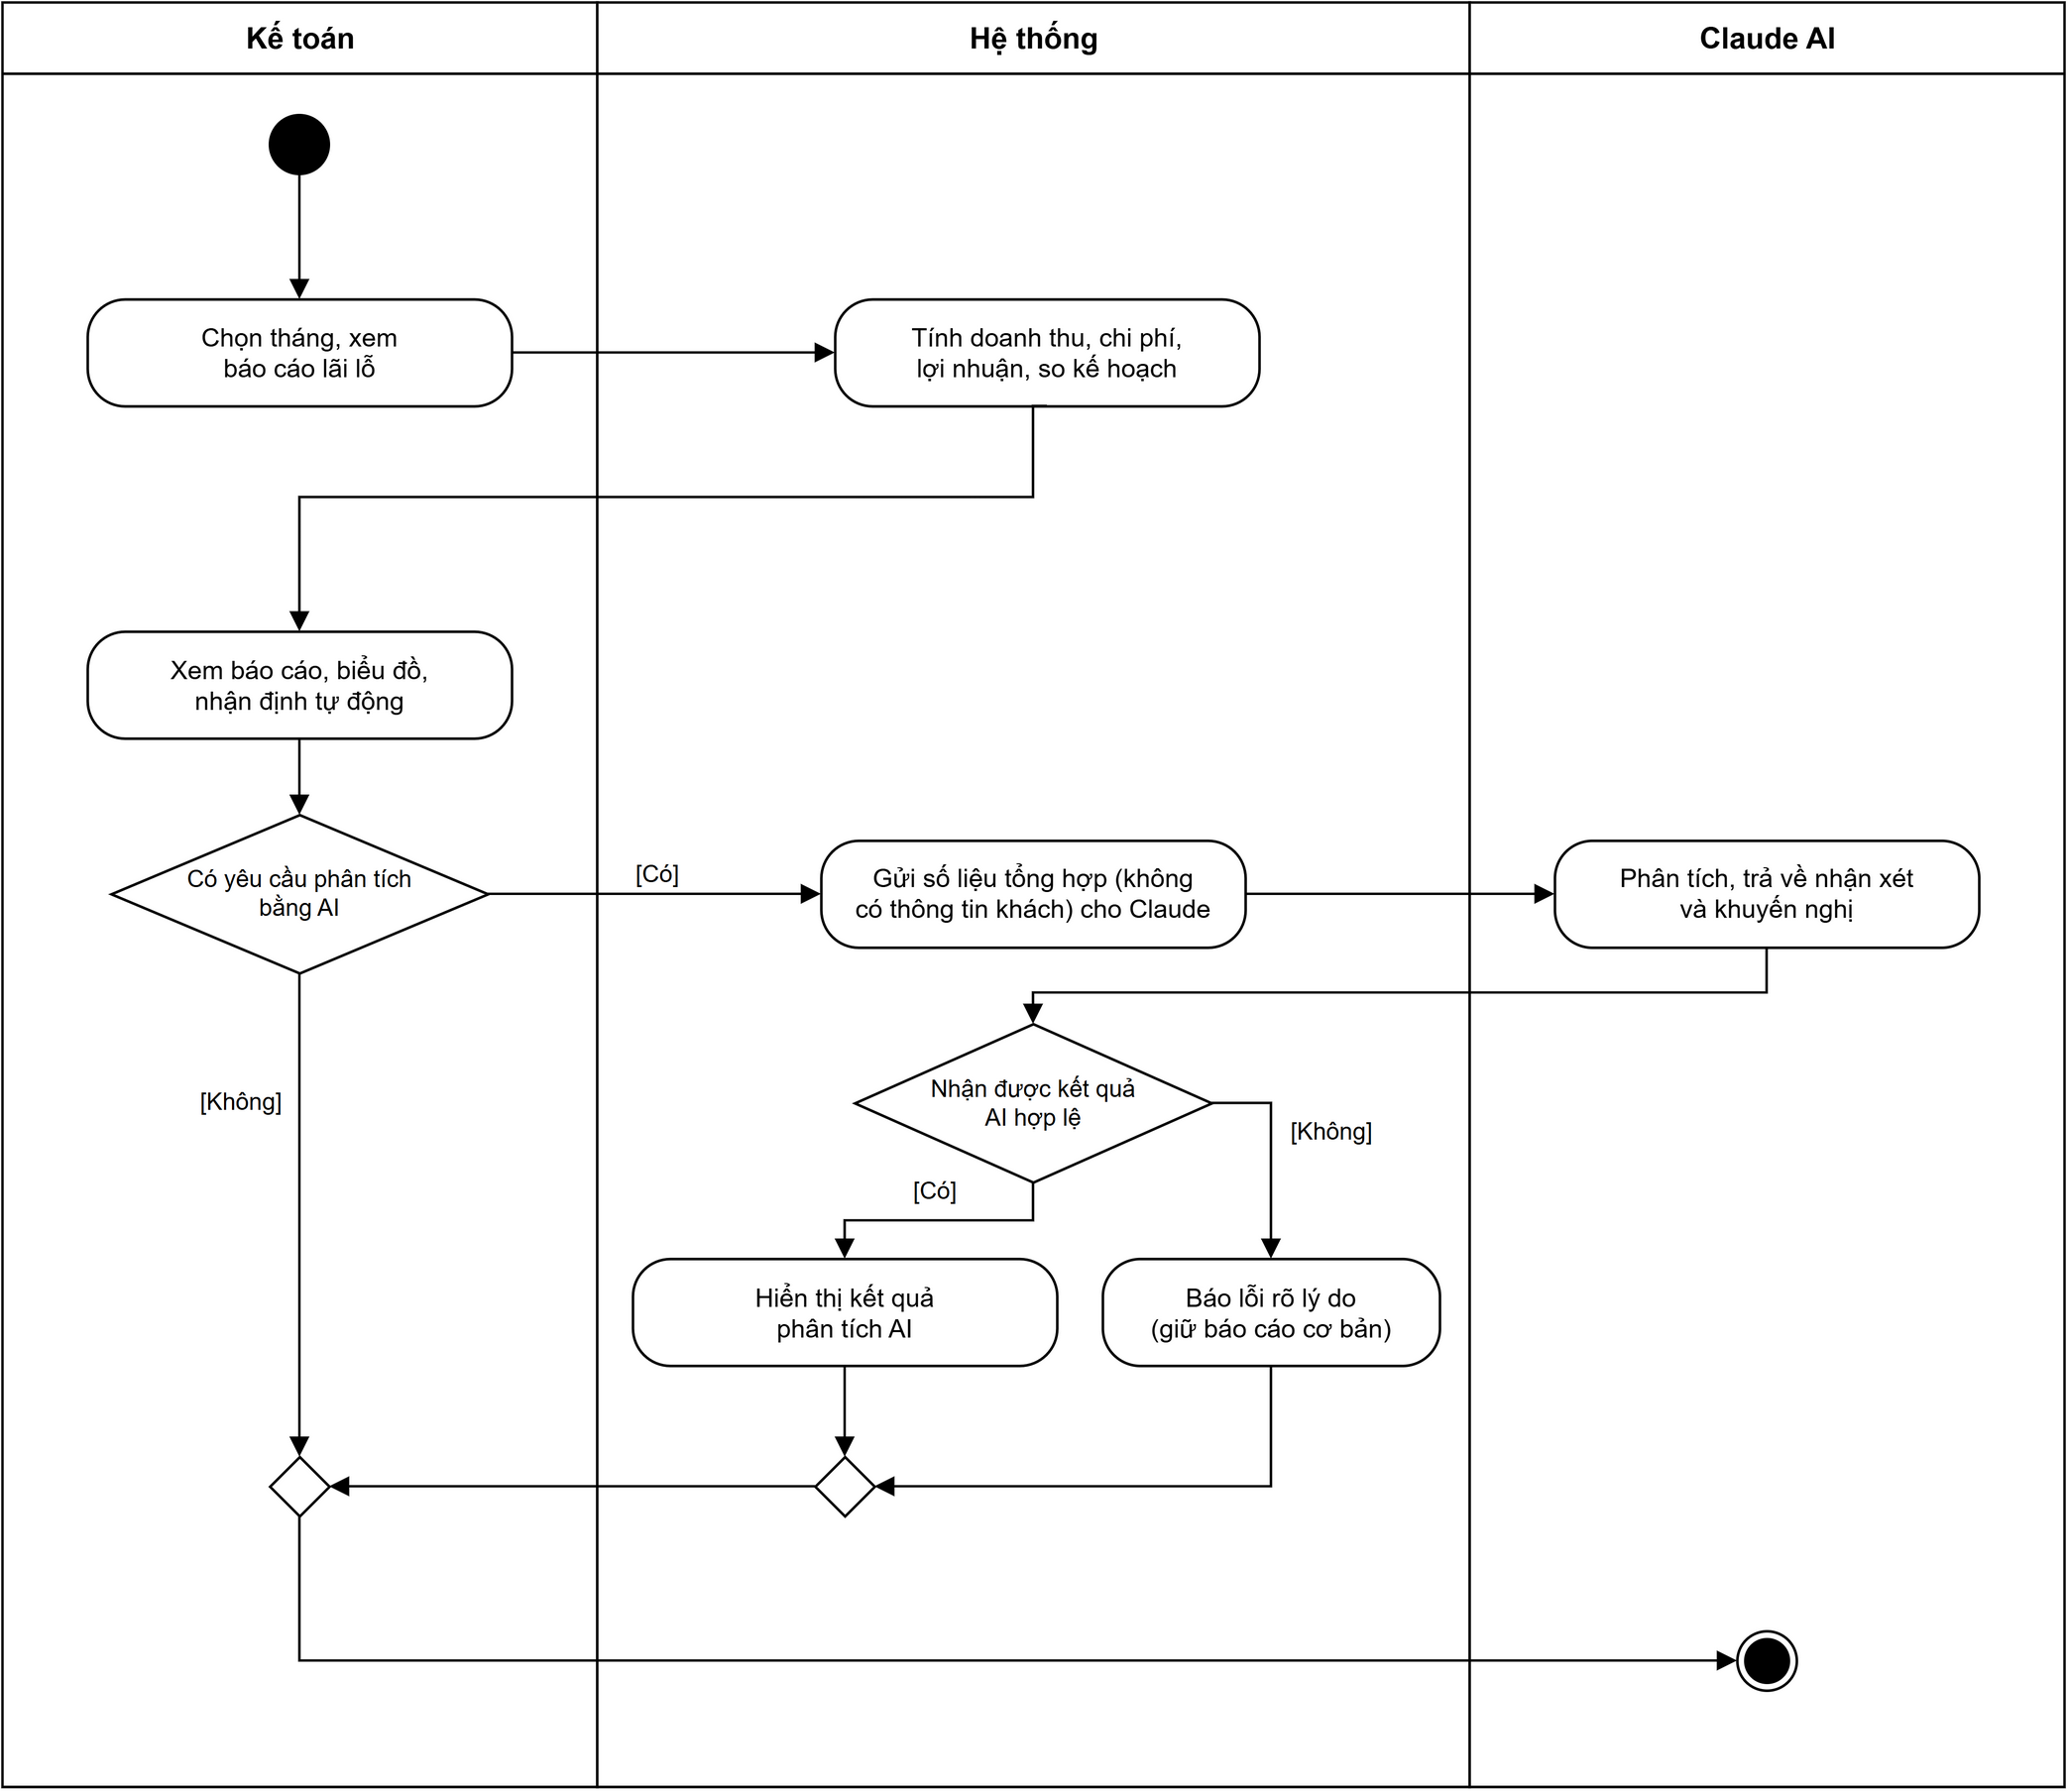 Kế toán
Hệ thống
Claude AI
Chọn tháng, xem
báo cáo lãi lỗ
Tính doanh thu, chi phí,
lợi nhuận, so kế hoạch
Xem báo cáo, biểu đồ,
nhận định tự động
Có yêu cầu phân tích
bằng AI
[Có]
Gửi số liệu tổng hợp (không
có thông tin khách) cho Claude
Phân tích, trả về nhận xét
và khuyến nghị
[Không]
Nhận được kết quả
AI hợp lệ
[Không]
[Có]
Hiển thị kết quả
phân tích AI
Báo lỗi rõ lý do
(giữ báo cáo cơ bản)